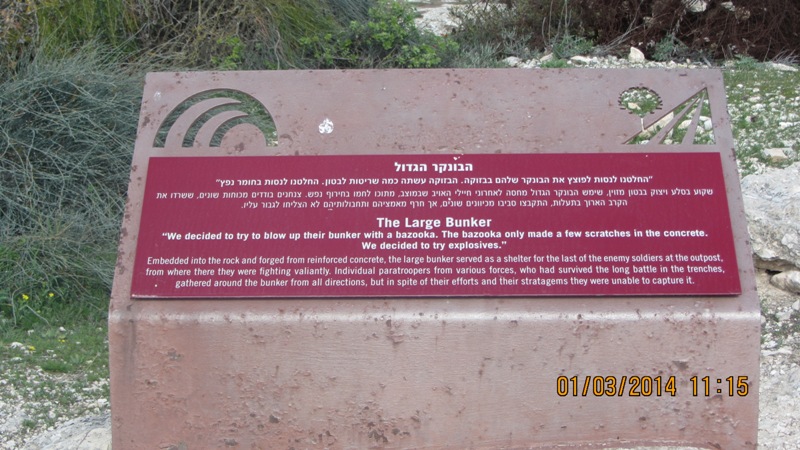 הבונקר הגדול
"החלטנו לנסות לפוצץ את הבונקר שלהם בבזוקה. הבזוקה עשתה כמה שריטות לבטון. החלטנו לנסות בחומר נפץ"
שקוע בסלע ויצוק בבטון מזוין, שימש הבונקר הגדול מחסה לאחרוני חיילי האויב שבמוצב, מתוכו לחמו בחירוף נפש. צנחנים בודדים מכוחות שונים, ששרדו את
הקרב הארוך בתעלות, התקבצו סביבו מכיוונים שונים, אך חרף מאמציהם ותחבולותיהם לא הצליחו לגבור עליו.
The Large Bunker
"We decided to try to blow up their bunker with a bazooka. The bazooka only made a few scratches in the concrete.
We decided to try explosives."
Embedded into the rock and forged from reinforced concrete, the large bunker served as a shelter for the last of the enemy soldiers at the outpost,
from where there they were fighting valiantly. Individual paratroopers from various forces, who had survived the long battle in the trenches,
gathered around the bunker from all directions, but in spite of their efforts and their stratagems they were unable to capture it.
01/03/2014 11:15